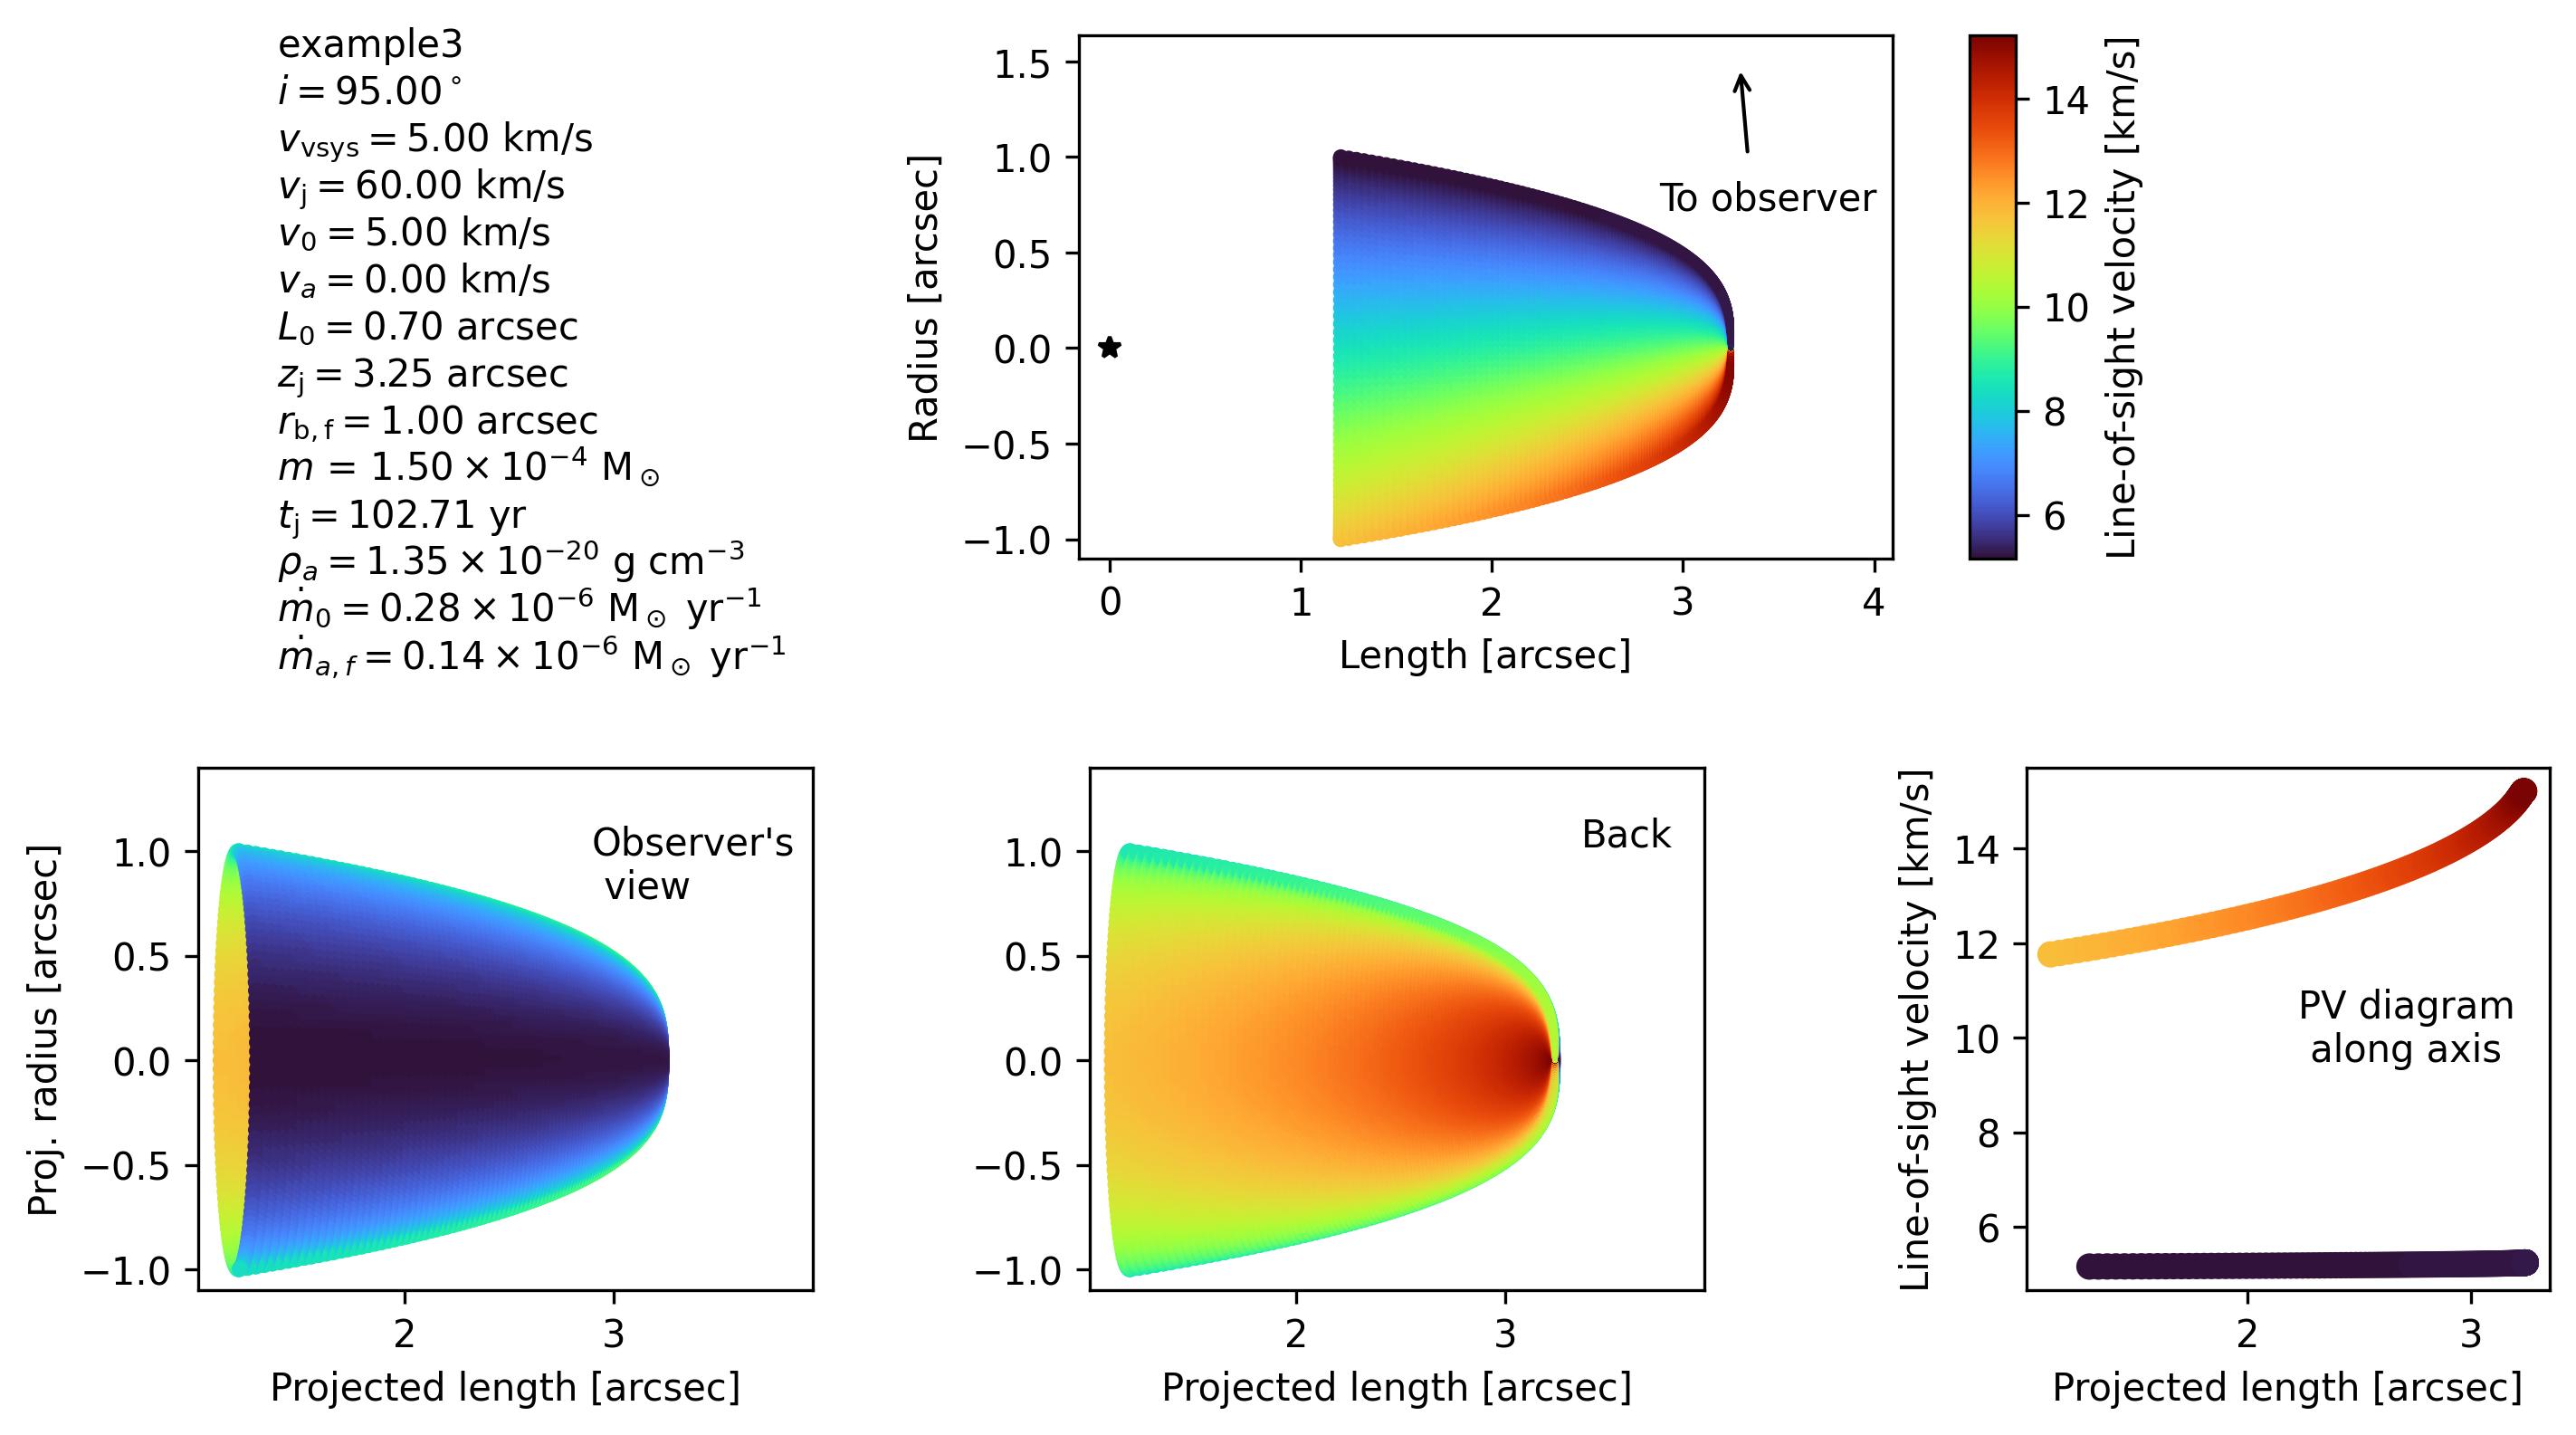 example3
i = 95.00°
v_vsys = 5.00 km/s
v_j = 60.00 km/s
v_0 = 5.00 km/s
v_a = 0.00 km/s
L_0 = 0.70 arcsec
z_j = 3.25 arcsec
r_b,f = 1.00 arcsec
m = 1.50 × 10^−4 M_⊙
t_j = 102.71 yr
ρ_a = 1.35 × 10^−20 g cm^−3
ṁ_0 = 0.28 × 10^−6 M_⊙ yr^−1
ṁ_a,f = 0.14 × 10^−6 M_⊙ yr^−1
Radius [arcsec]
1.5
1.0
0.5
0.0
−0.5
−1.0
To observer
0 1 2 3 4
Length [arcsec]
14
12
10
8
6
Line-of-sight velocity [km/s]
Proj. radius [arcsec]
1.0
0.5
0.0
−0.5
−1.0
Observer's
view
2 3
Projected length [arcsec]
1.0
0.5
0.0
−0.5
−1.0
Back
2 3
Projected length [arcsec]
Line-of-sight velocity [km/s]
14
12
10
8
6
PV diagram
along axis
2 3
Projected length [arcsec]